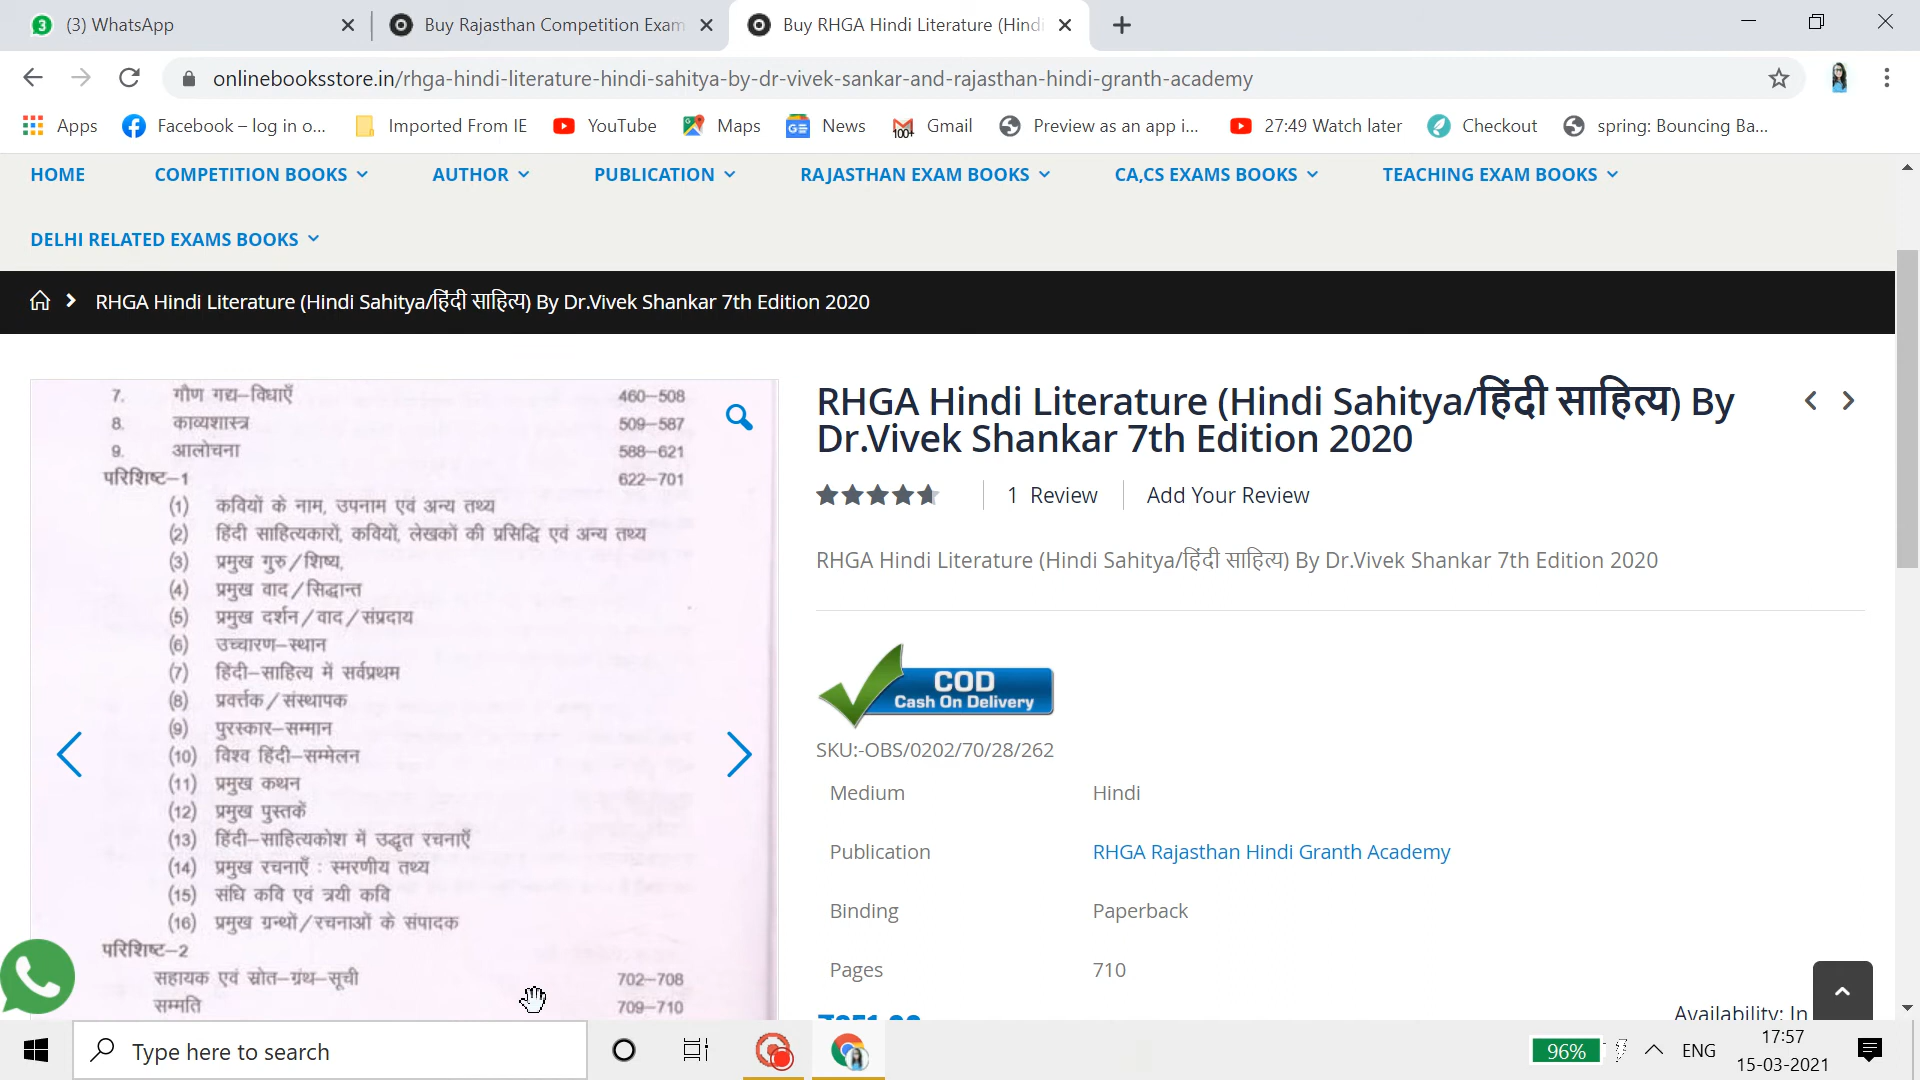 (3) WhatsApp
Buy Rajasthan Competition Exam
Buy RHGA Hindi Literature (Hindi
onlinebooksstore.in/rhga-hindi-literature-hindi-sahitya-by-dr-vivek-sankar-and-rajasthan-hindi-granth-academy
Apps Facebook – log in o... Imported From IE YouTube Maps News Gmail Preview as an app i... 27:49 Watch later Checkout spring: Bouncing Ba...
HOME COMPETITION BOOKS AUTHOR PUBLICATION RAJASTHAN EXAM BOOKS CA,CS EXAMS BOOKS TEACHING EXAM BOOKS
DELHI RELATED EXAMS BOOKS
RHGA Hindi Literature (Hindi Sahitya/हिंदी साहित्य) By Dr.Vivek Shankar 7th Edition 2020
7. गौण गद्य–विधाएँ 460–508
8. काव्यशास्त्र 509–587
9. आलोचना 588–621
परिशिष्ट–1 622–701
(1) कवियों के नाम, उपनाम एवं अन्य तथ्य
(2) हिंदी साहित्यकारों, कवियों, लेखकों की प्रसिद्धि एवं अन्य तथ्य
(3) प्रमुख गुरु/शिष्य,
(4) प्रमुख वाद/सिद्धान्त
(5) प्रमुख दर्शन/वाद/संप्रदाय
(6) उच्चारण–स्थान
(7) हिंदी–साहित्य में सर्वप्रथम
(8) प्रवर्त्तक/संस्थापक
(9) पुरस्कार–सम्मान
(10) विश्व हिंदी–सम्मेलन
(11) प्रमुख कथन
(12) प्रमुख पुस्तकें
(13) हिंदी–साहित्यकोश में उद्धृत रचनाएँ
(14) प्रमुख रचनाएँ : स्मरणीय तथ्य
(15) संधि कवि एवं त्रयी कवि
(16) प्रमुख ग्रन्थों/रचनाओं के संपादक
परिशिष्ट–2
सहायक एवं स्रोत–ग्रंथ–सूची 702–708
सम्मति 709–710
RHGA Hindi Literature (Hindi Sahitya/हिंदी साहित्य) By
Dr.Vivek Shankar 7th Edition 2020
1 Review Add Your Review
RHGA Hindi Literature (Hindi Sahitya/हिंदी साहित्य) By Dr.Vivek Shankar 7th Edition 2020
COD
Cash On Delivery
SKU:-OBS/0202/70/28/262
Medium Hindi
Publication RHGA Rajasthan Hindi Granth Academy
Binding Paperback
Pages 710
Availability: In
Type here to search
96%
ENG
17:57
15-03-2021